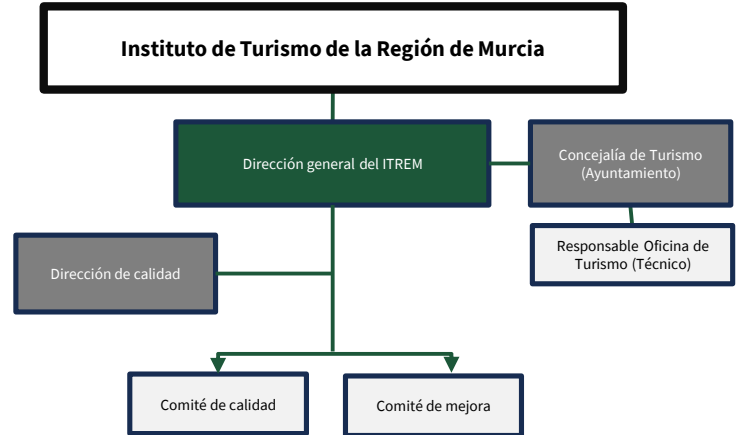 Instituto de Turismo de la Región de Murcia
Dirección general del ITREM
Concejalía de Turismo
(Ayuntamiento)
Responsable Oficina de
Turismo (Técnico)
Dirección de calidad
Comité de calidad
Comité de mejora